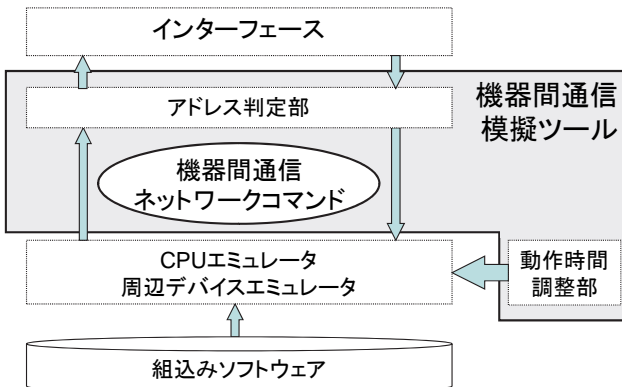 インターフェース
アドレス判定部
機器間通信
模擬ツール
機器間通信
ネットワークコマンド
CPUエミュレータ
周辺デバイスエミュレータ
動作時間
調整部
組込みソフトウェア